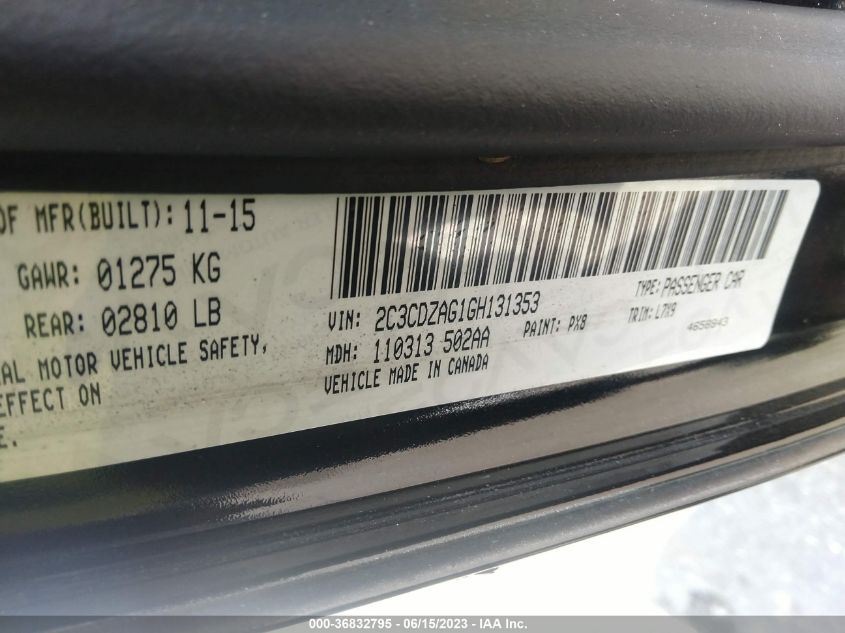 OF MFR(BUILT): 11-15
GAWR: 01275 KG
REAR: 02810 LB
AL MOTOR VEHICLE SAFETY,
EFFECT ON
E.
VIN: 2C3CDZAG1GH131353
TYPE: PASSENGER CAR
MDH: 110313 502AA
PAINT: PX8
TRIM: L7X9
VEHICLE MADE IN CANADA
4658943
000-36832795 - 06/15/2023 - IAA Inc.